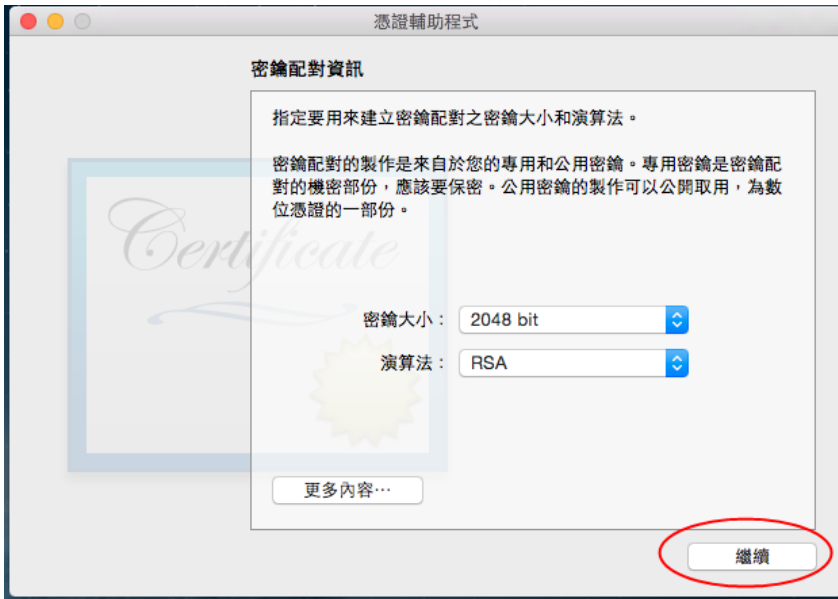 憑證輔助程式
密鑰配對資訊
指定要用來建立密鑰配對之密鑰大小和演算法。
密鑰配對的製作是來自於您的專用和公用密鑰。專用密鑰是密鑰配
對的機密部份，應該要保密。公用密鑰的製作可以公開取用，為數
位憑證的一部份。
Certificate
密鑰大小： 2048 bit
演算法： RSA
更多內容⋯
繼續